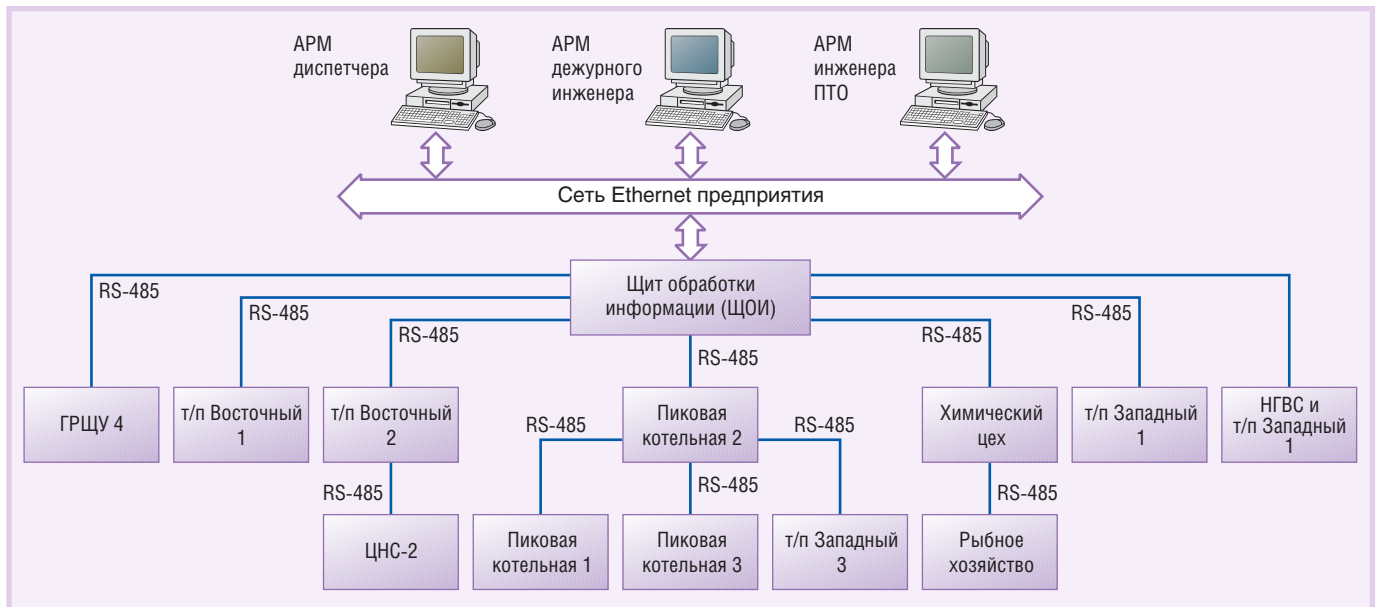 АРМ
диспетчера
АРМ
дежурного
инженера
АРМ
инженера
ПТО
Сеть Ethernet предприятия
Щит обработки
информации (ЩОИ)
RS-485
RS-485
RS-485
RS-485
RS-485
RS-485
ГРЩУ 4
т/п Восточный
1
т/п Восточный
2
Пиковая
котельная 2
Химический
цех
т/п Западный
1
НГВС и
т/п Западный
1
RS-485
RS-485
RS-485
RS-485
RS-485
ЦНС-2
Пиковая
котельная 1
Пиковая
котельная 3
т/п Западный
3
Рыбное
хозяйство